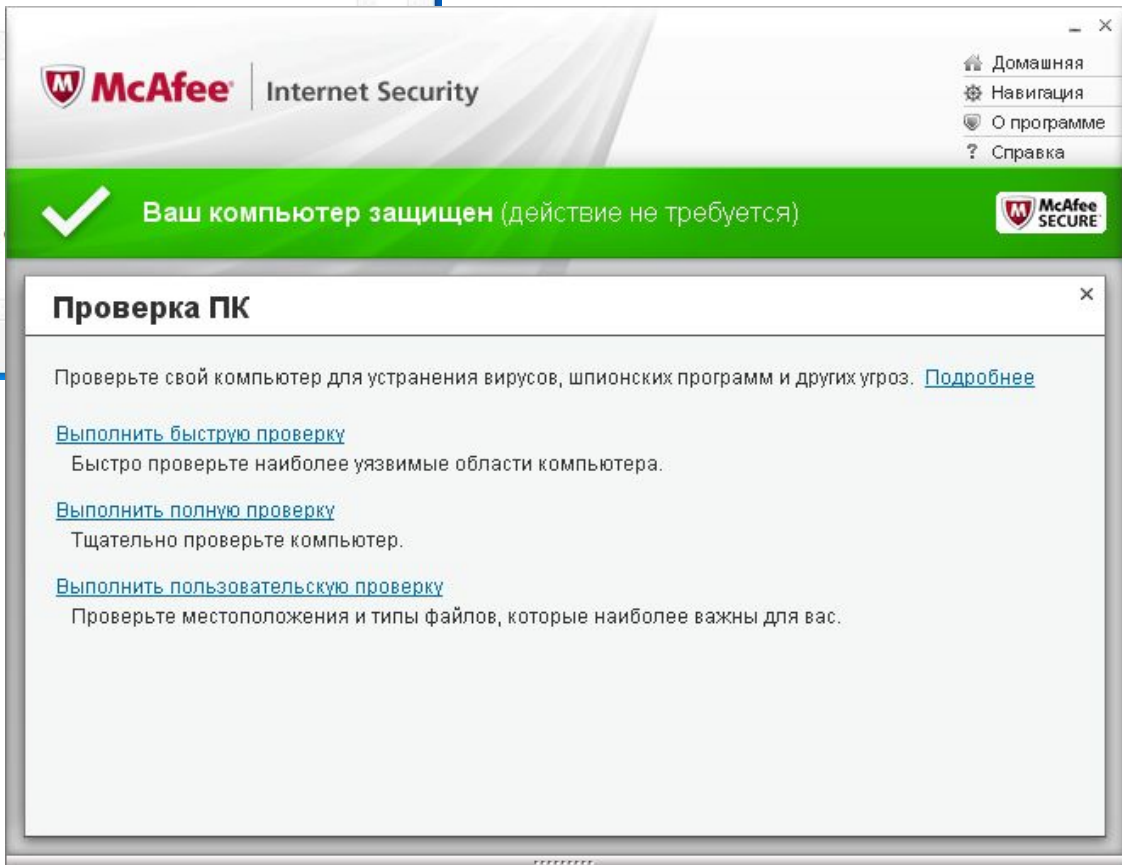 McAfee Internet Security
Домашняя
Навигация
О программе
? Справка
Ваш компьютер защищен (действие не требуется)
McAfee
SECURE
Проверка ПК
Проверьте свой компьютер для устранения вирусов, шпионских программ и других угроз. Подробнее
Выполнить быструю проверку
Быстро проверьте наиболее уязвимые области компьютера.
Выполнить полную проверку
Тщательно проверьте компьютер.
Выполнить пользовательскую проверку
Проверьте местоположения и типы файлов, которые наиболее важны для вас.